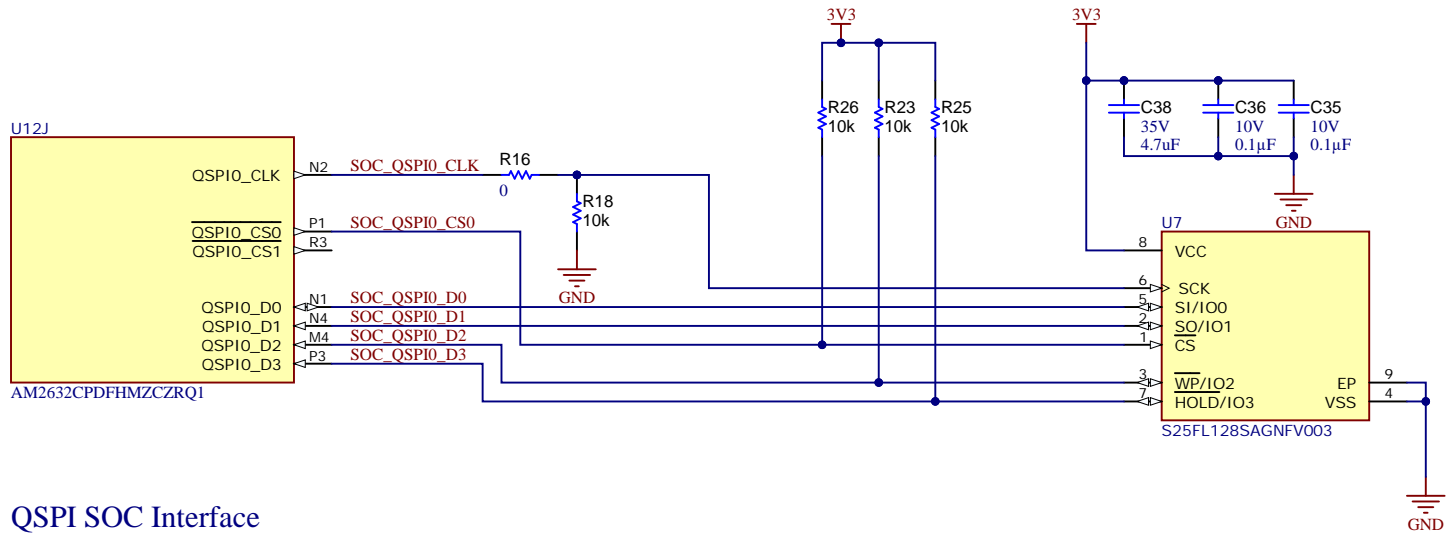 3V3
3V3
R26
10k
R23
10k
R25
10k
C38
35V
4.7uF
C36
10V
0.1µF
C35
10V
0.1µF
GND
U12J
QSPI0_CLK
N2
SOC_QSPI0_CLK
R16
0
R18
10k
GND
QSPI0_CS0
P1
SOC_QSPI0_CS0
QSPI0_CS1
R3
QSPI0_D0
N1
SOC_QSPI0_D0
QSPI0_D1
N4
SOC_QSPI0_D1
QSPI0_D2
M4
SOC_QSPI0_D2
QSPI0_D3
P3
SOC_QSPI0_D3
AM2632CPDFHMZCZRQ1
U7
8
VCC
6
SCK
5
SI/IO0
2
SO/IO1
1
CS
3
WP/IO2
7
HOLD/IO3
EP
9
VSS
4
S25FL128SAGNFV003
GND
QSPI SOC Interface